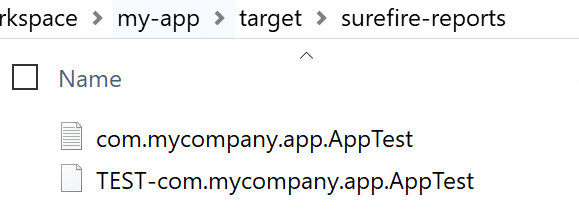 rkspace > my-app > target > surefire-reports
Name
com.mycompany.app.AppTest
TEST-com.mycompany.app.AppTest